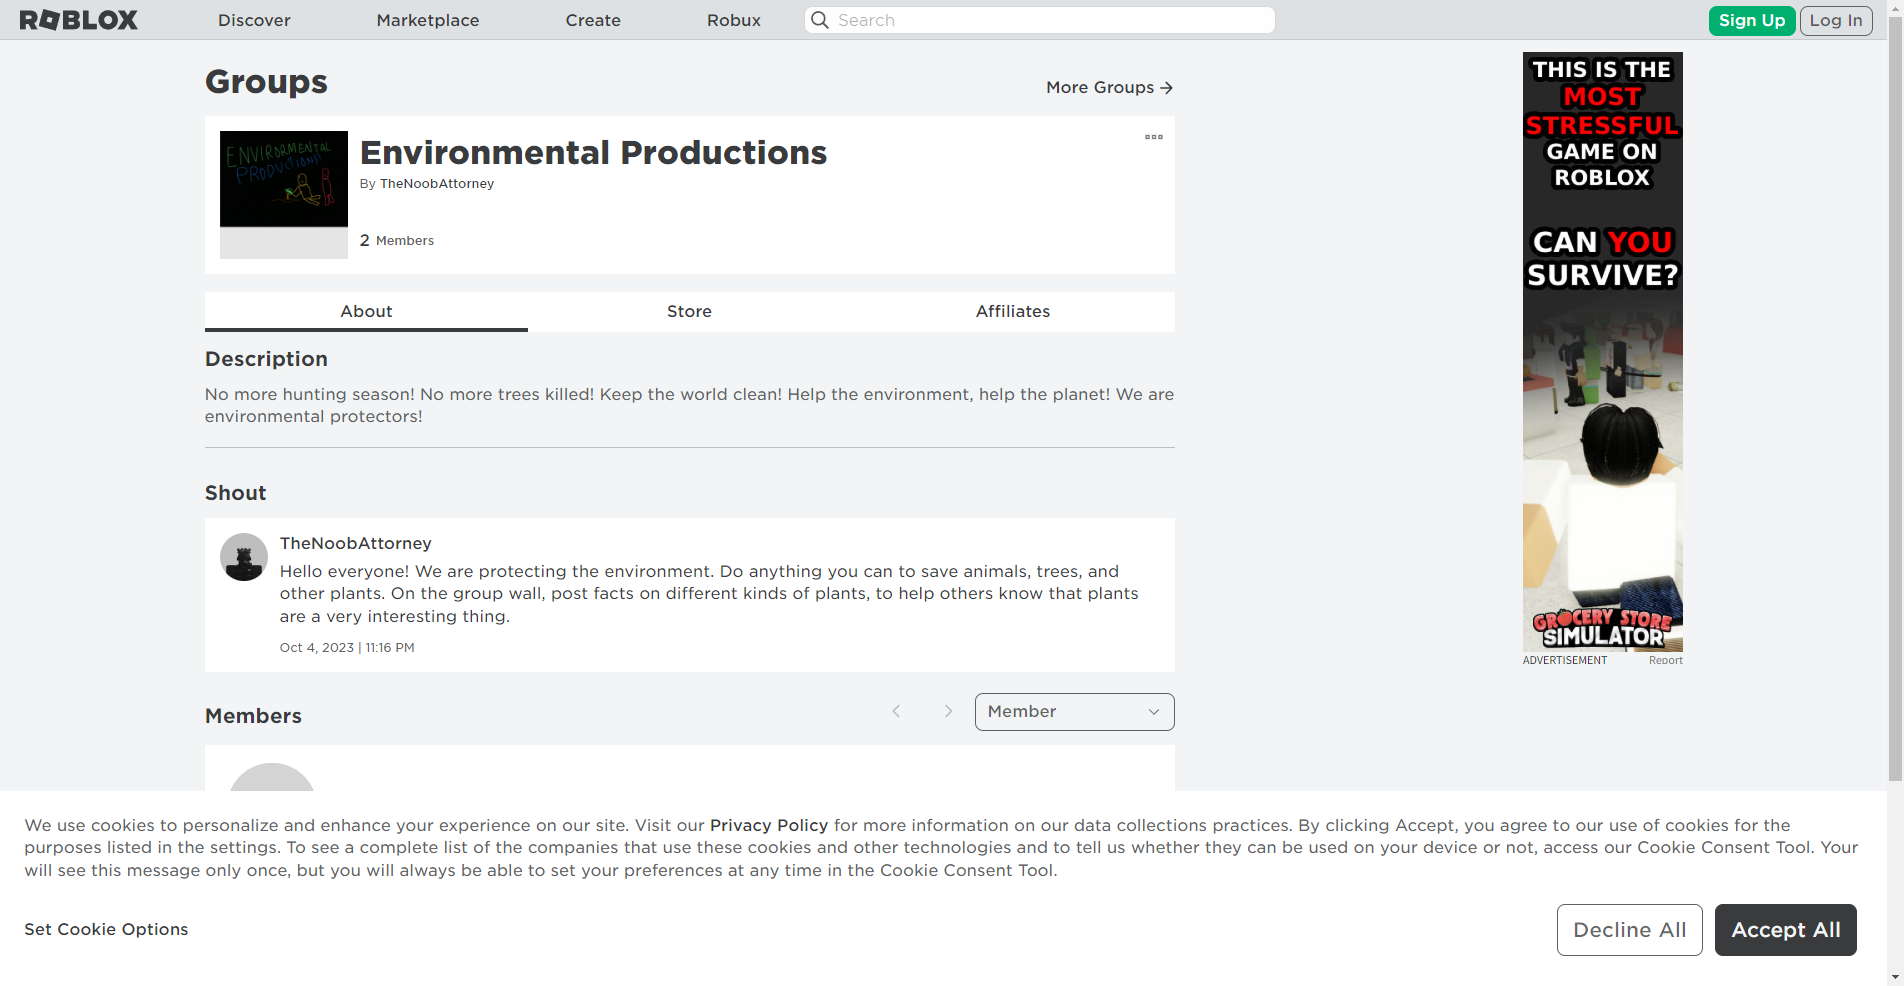 ROBLOX
Discover
Marketplace
Create
Robux
Search
Sign Up
Log In
Groups
More Groups
ENVIRORMENTAL
PRODUCTIONS
Environmental Productions
By TheNoobAttorney
2 Members
About
Store
Affiliates
Description
No more hunting season! No more trees killed! Keep the world clean! Help the environment, help the planet! We are
environmental protectors!
Shout
TheNoobAttorney
Hello everyone! We are protecting the environment. Do anything you can to save animals, trees, and
other plants. On the group wall, post facts on different kinds of plants, to help others know that plants
are a very interesting thing.
Oct 4, 2023 | 11:16 PM
Members
Member
THIS IS THE
MOST
STRESSFUL
GAME ON
ROBLOX
CAN YOU
SURVIVE?
GROCERY STORE
SIMULATOR
ADVERTISEMENT
Report
We use cookies to personalize and enhance your experience on our site. Visit our Privacy Policy for more information on our data collections practices. By clicking Accept, you agree to our use of cookies for the
purposes listed in the settings. To see a complete list of the companies that use these cookies and other technologies and to tell us whether they can be used on your device or not, access our Cookie Consent Tool. Your
will see this message only once, but you will always be able to set your preferences at any time in the Cookie Consent Tool.
Set Cookie Options
Decline All
Accept All